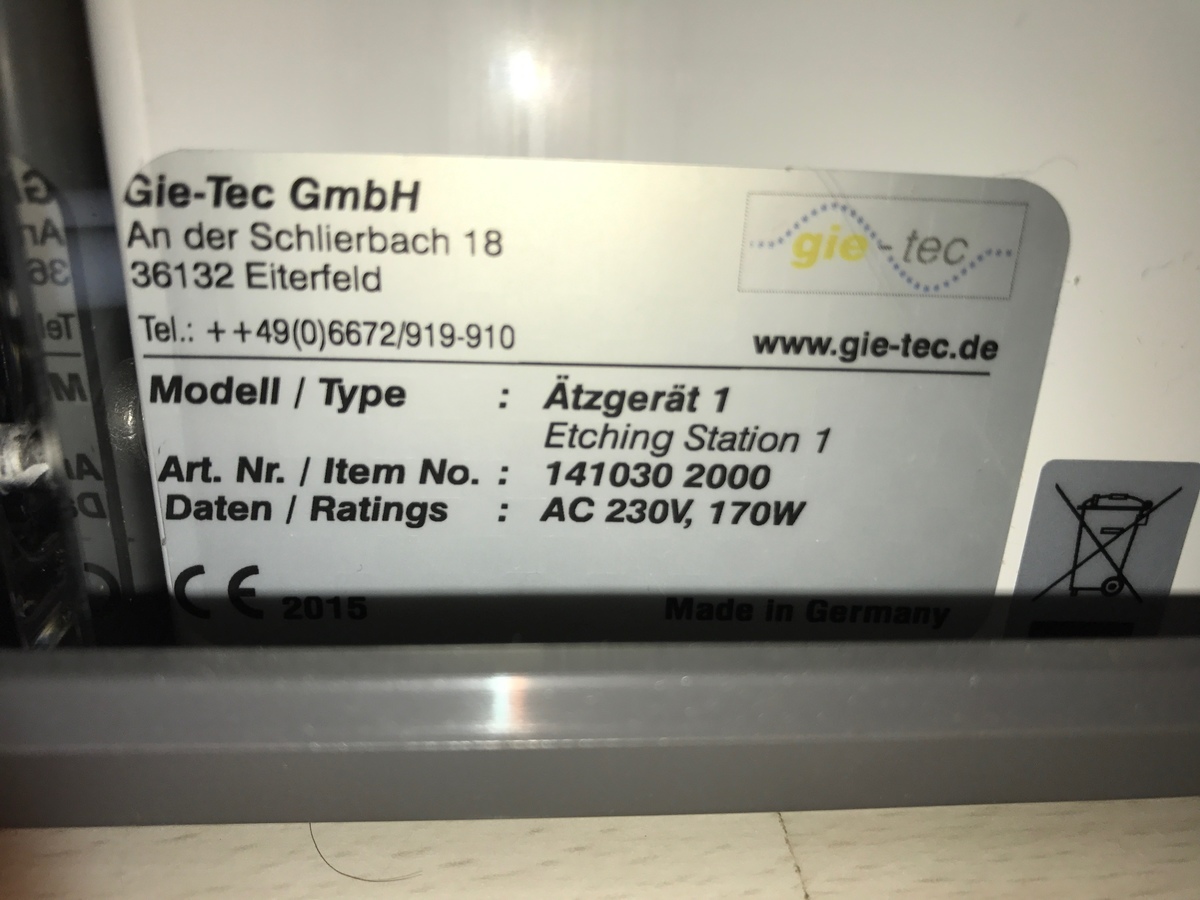 Gie-Tec GmbH
An der Schlierbach 18
36132 Eiterfeld
Tel.: ++49(0)6672/919-910
gie-tec
www.gie-tec.de
Modell / Type : Ätzgerät 1
Etching Station 1
Art. Nr. / Item No. : 141030 2000
Daten / Ratings : AC 230V, 170W
CE 2015 Made in Germany